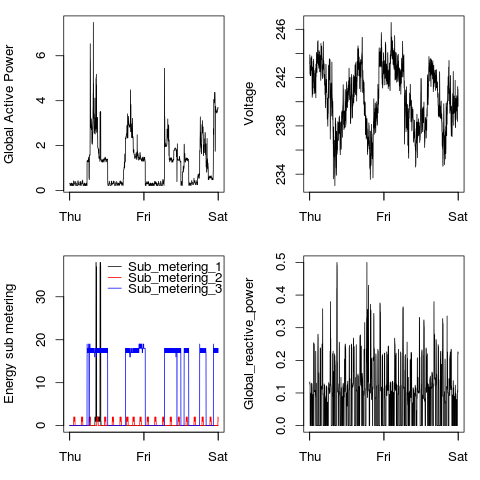 Global Active Power
0 2 4 6
Thu Fri Sat
Voltage
234 238 242 246
Thu Fri Sat
Energy sub metering
0 10 20 30
Sub_metering_1
Sub_metering_2
Sub_metering_3
Thu Fri Sat
Global_reactive_power
0.0 0.1 0.2 0.3 0.4 0.5
Thu Fri Sat